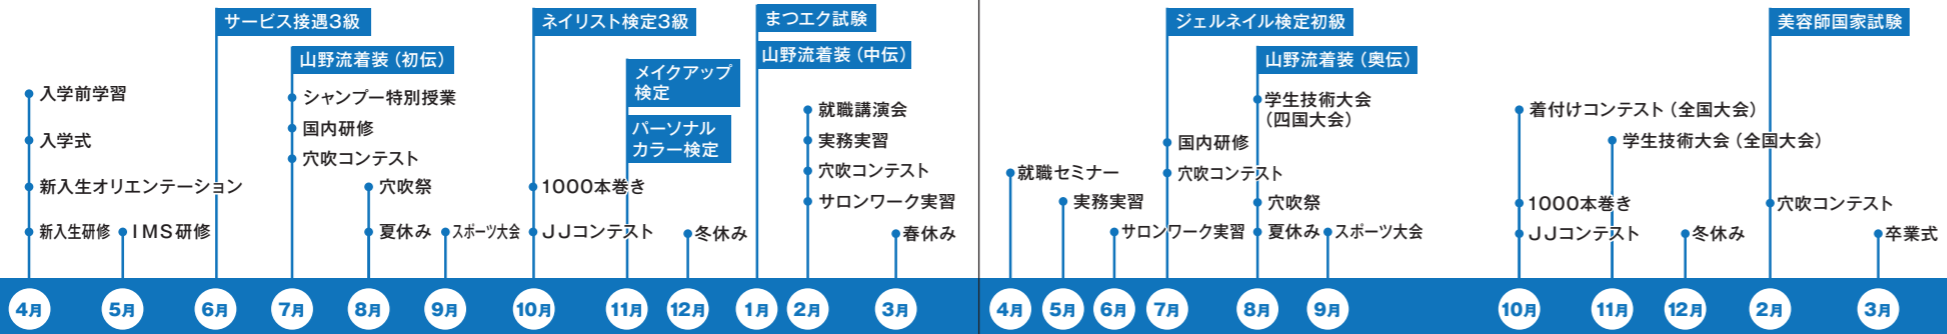 サービス接遇3級
ネイリスト検定3級
まつエク試験
ジェルネイル検定初級
美容師国家試験
山野流着装（初伝）
メイクアップ
検定
山野流着装（中伝）
山野流着装（奥伝）
パーソナル
カラー検定
入学前学習
入学式
新入生オリエンテーション
新入生研修
IMS研修
シャンプー特別授業
国内研修
穴吹コンテスト
穴吹祭
夏休み
スポーツ大会
1000本巻き
JJコンテスト
冬休み
就職講演会
実務実習
穴吹コンテスト
サロンワーク実習
春休み
就職セミナー
実務実習
サロンワーク実習
国内研修
穴吹コンテスト
学生技術大会
（四国大会）
穴吹祭
夏休み
スポーツ大会
着付けコンテスト（全国大会）
1000本巻き
JJコンテスト
学生技術大会（全国大会）
冬休み
穴吹コンテスト
卒業式
4月 5月 6月 7月 8月 9月 10月 11月 12月 1月 2月 3月 4月 5月 6月 7月 8月 9月 10月 11月 12月 2月 3月